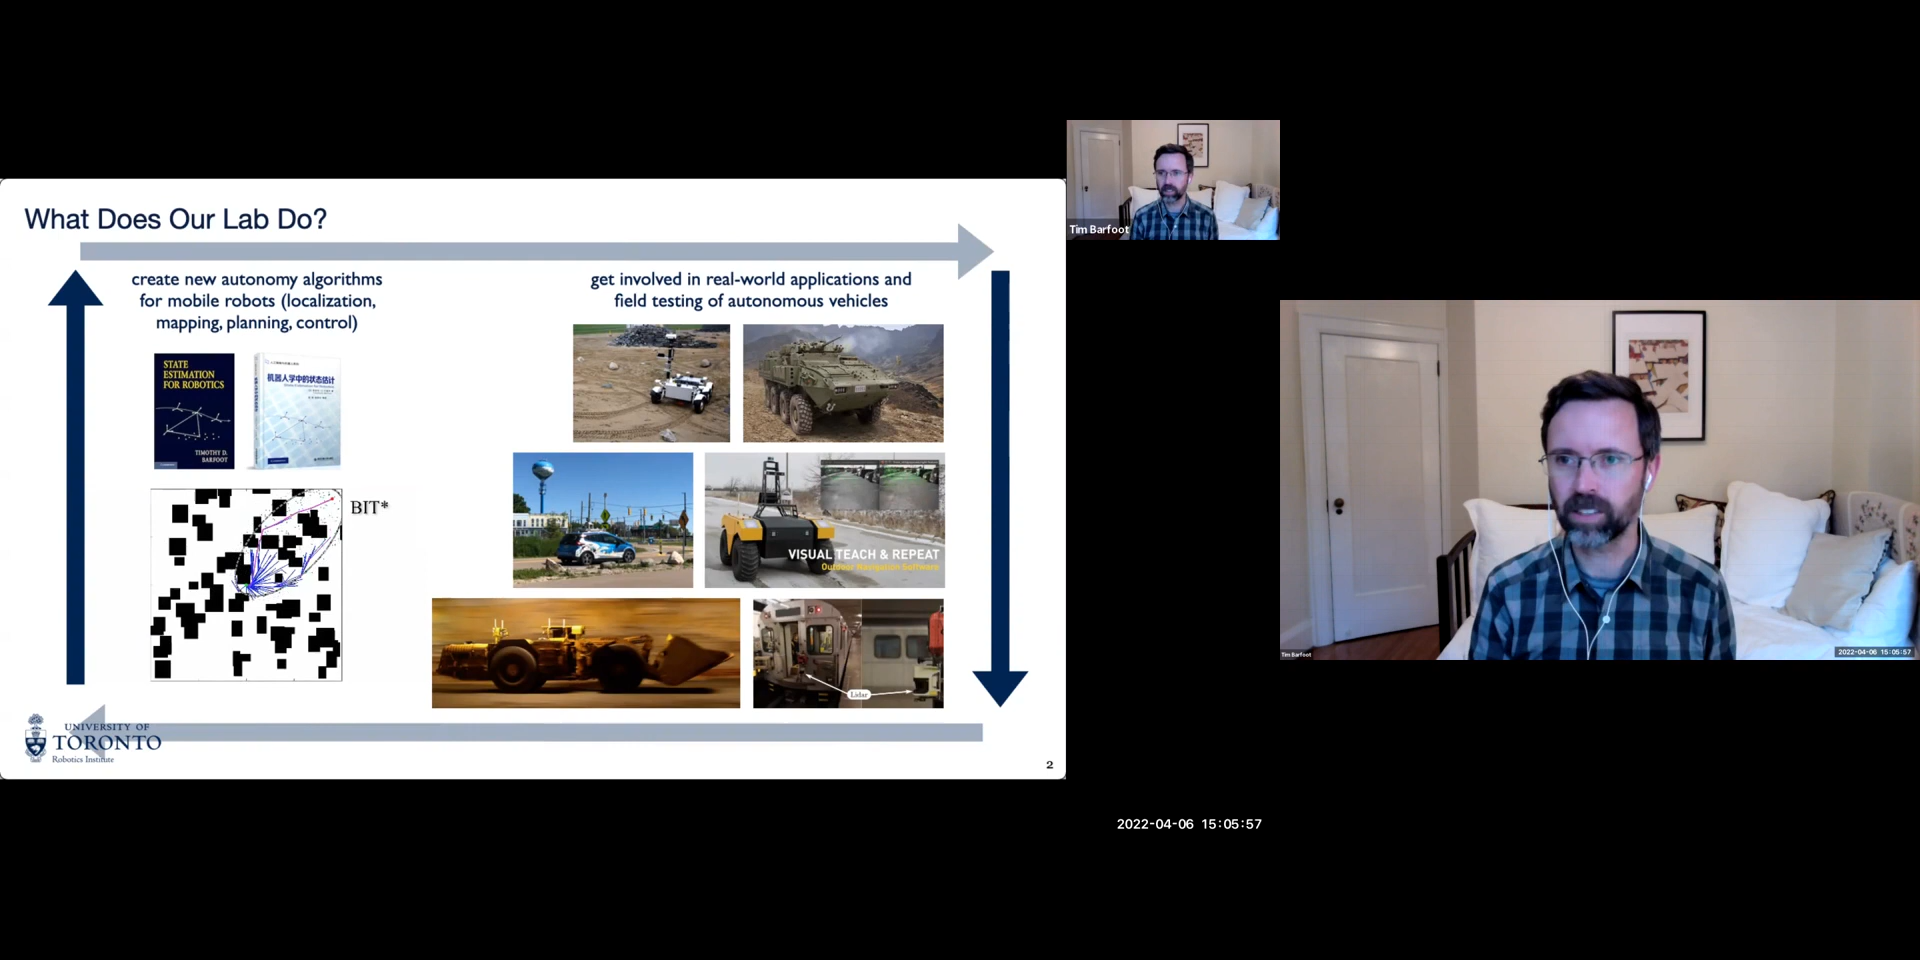 What Does Our Lab Do?
create new autonomy algorithms
for mobile robots (localization,
mapping, planning, control)
get involved in real-world applications and
field testing of autonomous vehicles
STATE
ESTIMATION
FOR ROBOTICS
TIMOTHY D.
BARFOOT
机器人学中的状态估计
BIT*
VISUAL TEACH & REPEAT
Outdoor Navigation Software
Lidar
UNIVERSITY OF
TORONTO
Robotics Institute
2
Tim Barfoot
Tim Barfoot
2022-04-06 15:05:57
2022-04-06 15:05:57